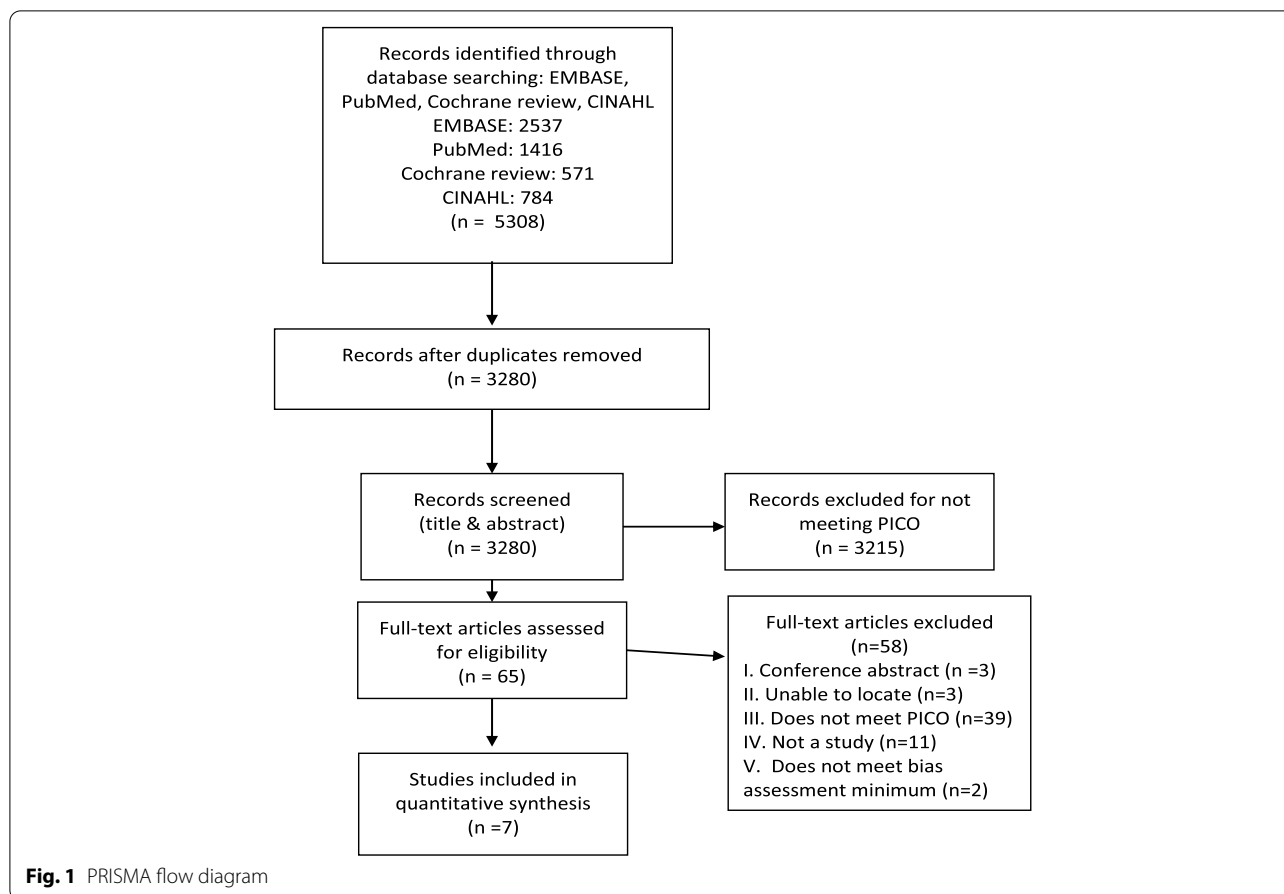 Records identified through
database searching: EMBASE,
PubMed, Cochrane review, CINAHL
EMBASE: 2537
PubMed: 1416
Cochrane review: 571
CINAHL: 784
(n = 5308)
Records after duplicates removed
(n = 3280)
Records screened
(title & abstract)
(n = 3280)
Records excluded for not
meeting PICO
(n = 3215)
Full-text articles assessed
for eligibility
(n = 65)
Full-text articles excluded
(n=58)
I. Conference abstract (n =3)
II. Unable to locate (n=3)
III. Does not meet PICO (n=39)
IV. Not a study (n=11)
V. Does not meet bias
assessment minimum (n=2)
Studies included in
quantitative synthesis
(n =7)
Fig. 1 PRISMA flow diagram